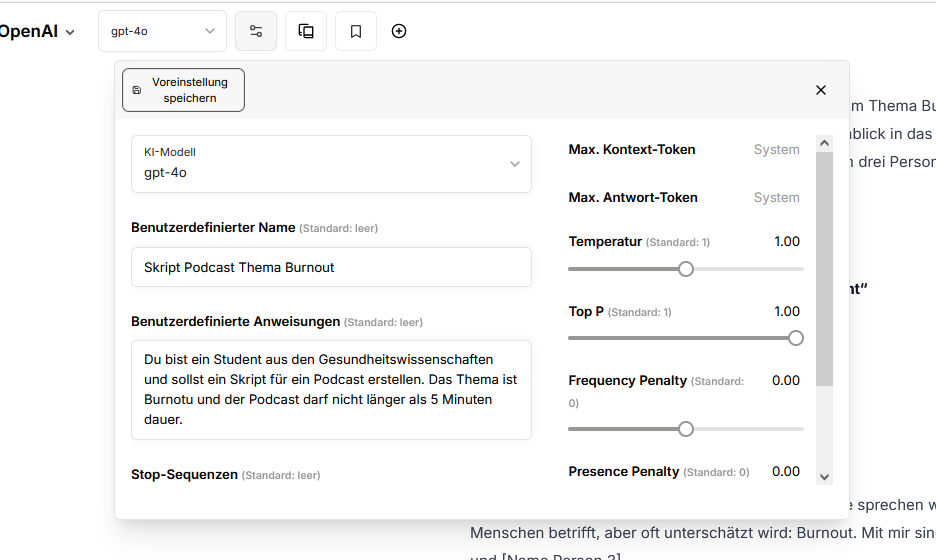 OpenAI
gpt-4o
Voreinstellung
speichern
m Thema Bu
blick in das
n drei Person
KI-Modell
gpt-4o
Benutzerdefinierter Name (Standard: leer)
Skript Podcast Thema Burnout
Benutzerdefinierte Anweisungen (Standard: leer)
Du bist ein Student aus den Gesundheitswissenschaften
und sollst ein Skript für ein Podcast erstellen. Das Thema ist
Burnotu und der Podcast darf nicht länger als 5 Minuten
dauer.
Stop-Sequenzen (Standard: leer)
Max. Kontext-Token System
Max. Antwort-Token System
Temperatur (Standard: 1) 1.00
Top P (Standard: 1) 1.00
Frequency Penalty (Standard: 0.00
0)
Presence Penalty (Standard: 0) 0.00
nt“
e sprechen w
Menschen betrifft, aber oft unterschätzt wird: Burnout. Mit mir sin
und [Name Person 3]